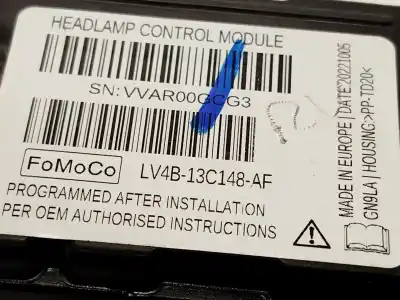 HEADLAMP CONTROL MODULE
SN:VVAR00GCG3
FoMoCo LV4B-13C148-AF
PROGRAMMED AFTER INSTALLATION
PER OEM AUTHORISED INSTRUCTIONS
MADE IN EUROPE | DATE 20221005
GN9LA | HOUSING:>PP-TD20<